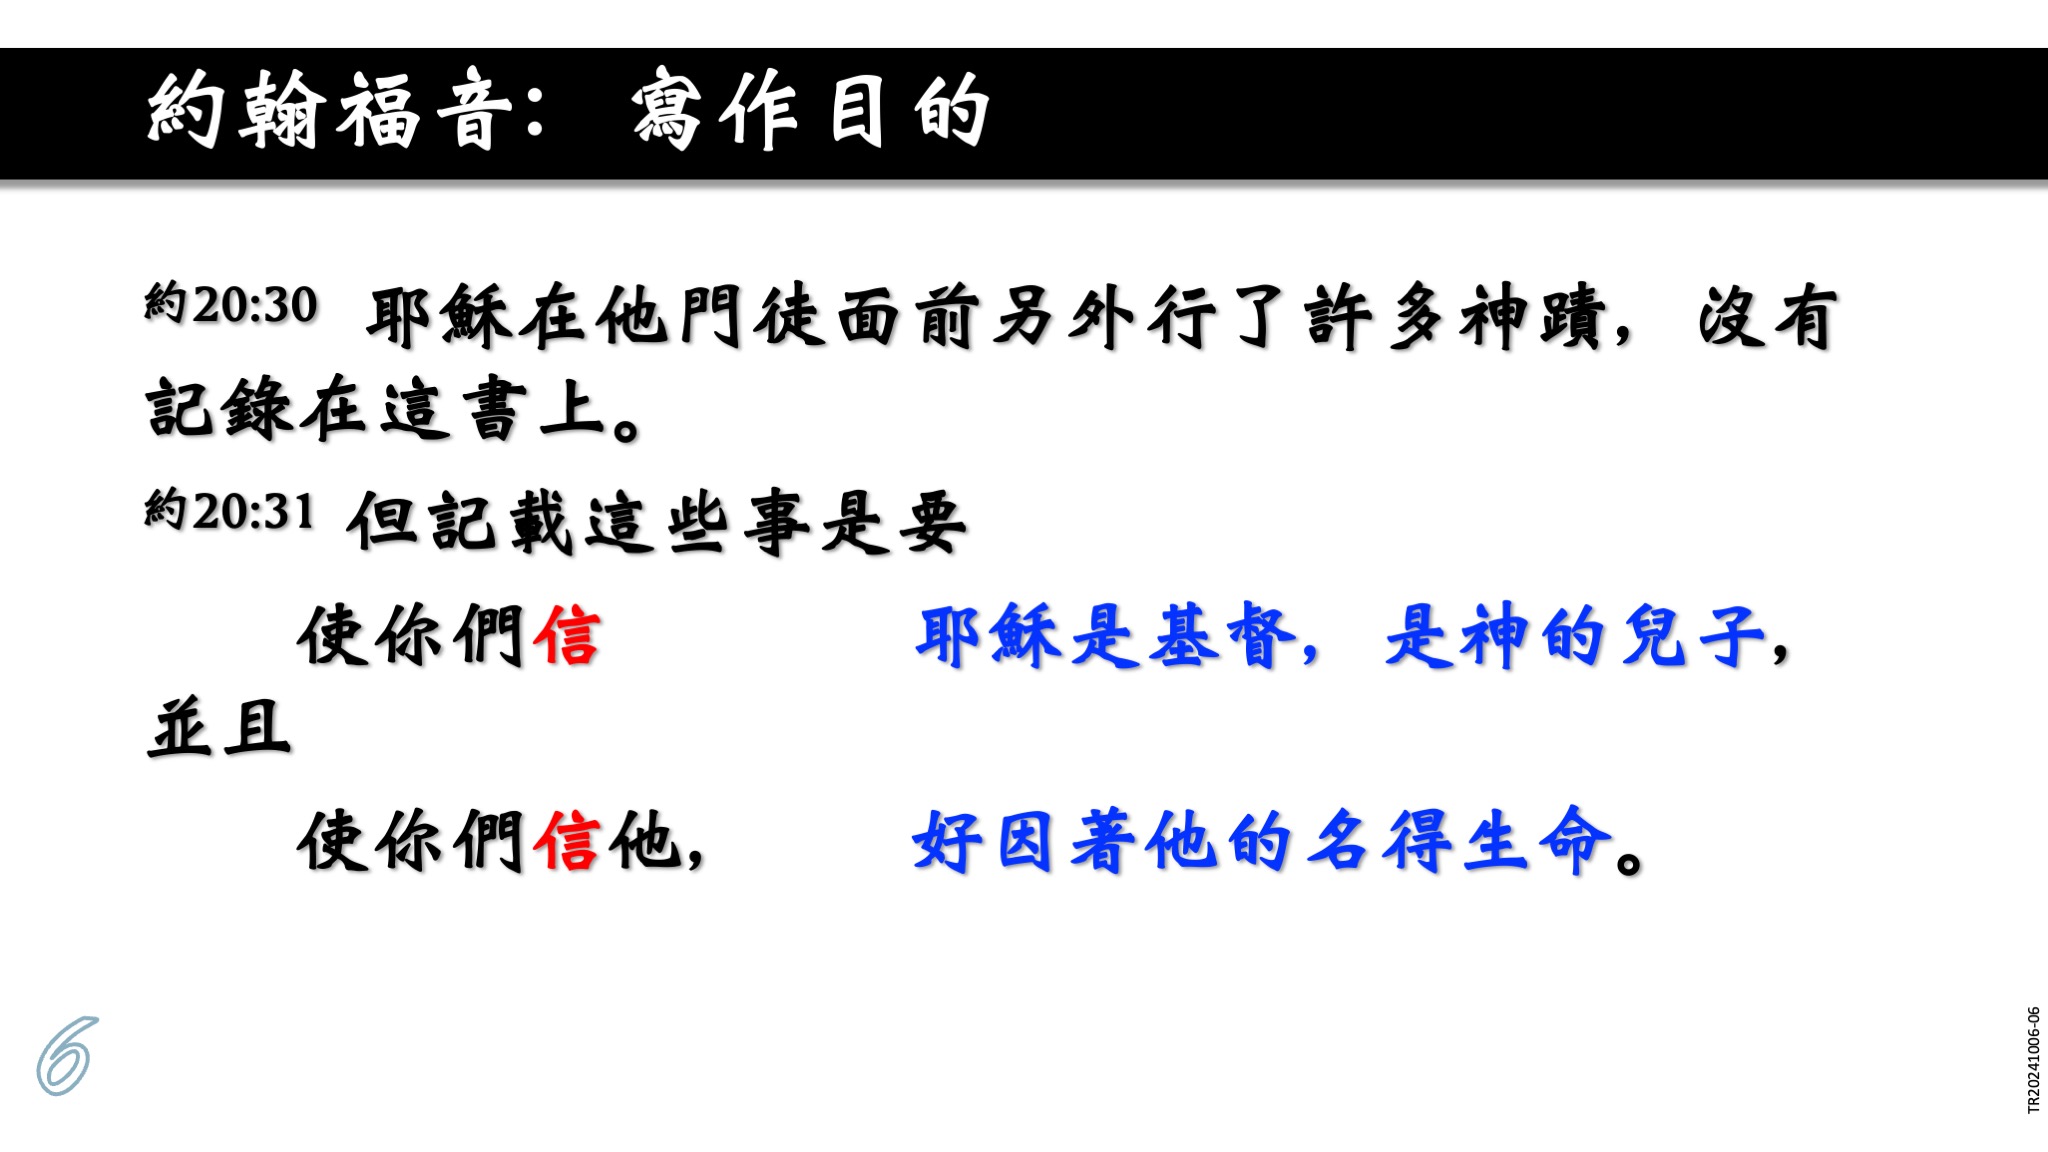 約翰福音： 寫作目的
約20:30 耶穌在他門徒面前另外行了許多神蹟，沒有
記錄在這書上。
約20:31 但記載這些事是要
使你們信 耶穌是基督，是神的兒子，
並且
使你們信他， 好因著他的名得生命。
6
TR20241006-06